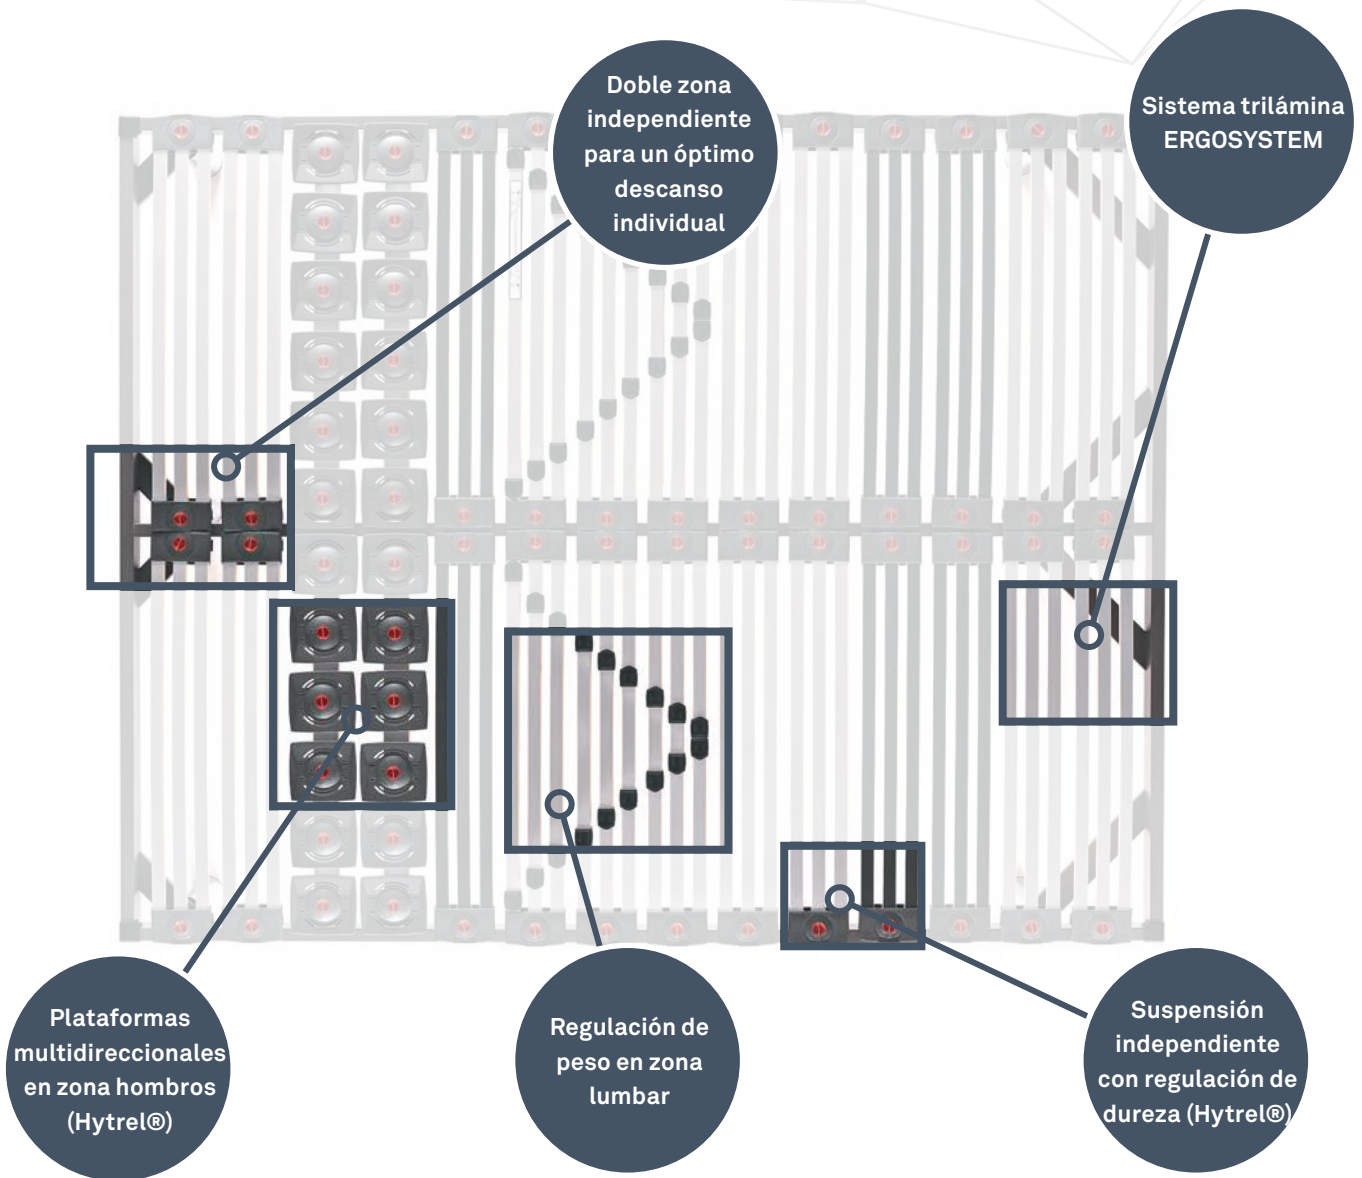 Doble zona
independiente
para un óptimo
descanso
individual
Sistema trilámina
ERGOSYSTEM
Plataformas
multidireccionales
en zona hombros
(Hytrel®)
Regulación de
peso en zona
lumbar
Suspensión
independiente
con regulación de
dureza (Hytrel®)